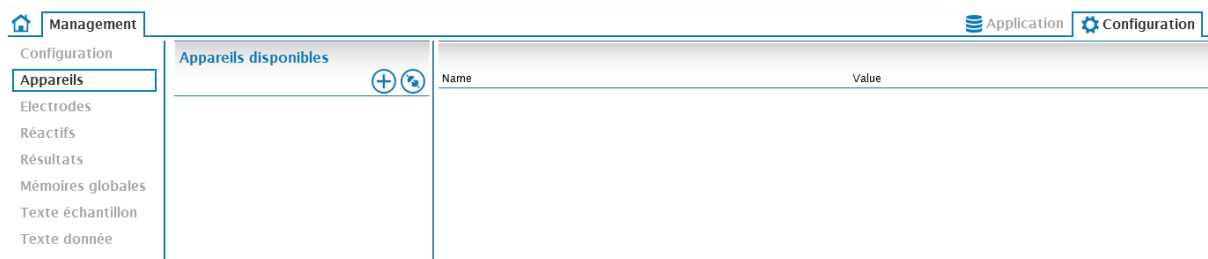 Management
Application
Configuration
Configuration
Appareils
Electrodes
Réactifs
Résultats
Mémoires globales
Texte échantillon
Texte donnée
Appareils disponibles
Name Value